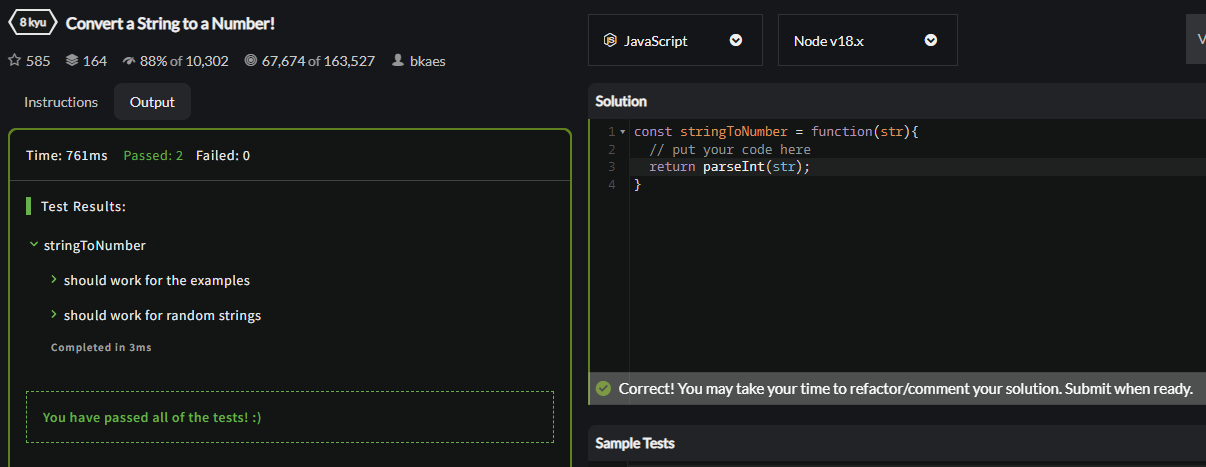 8 kyu Convert a String to a Number!
585 164 88% of 10,302 67,674 of 163,527 bkaes
Instructions Output
Time: 761ms Passed: 2 Failed: 0
Test Results:
stringToNumber
should work for the examples
should work for random strings
Completed in 3ms
You have passed all of the tests! :)
JavaScript Node v18.x V
Solution
1 const stringToNumber = function(str){
2 // put your code here
3 return parseInt(str);
4 }
Correct! You may take your time to refactor/comment your solution. Submit when ready.
Sample Tests